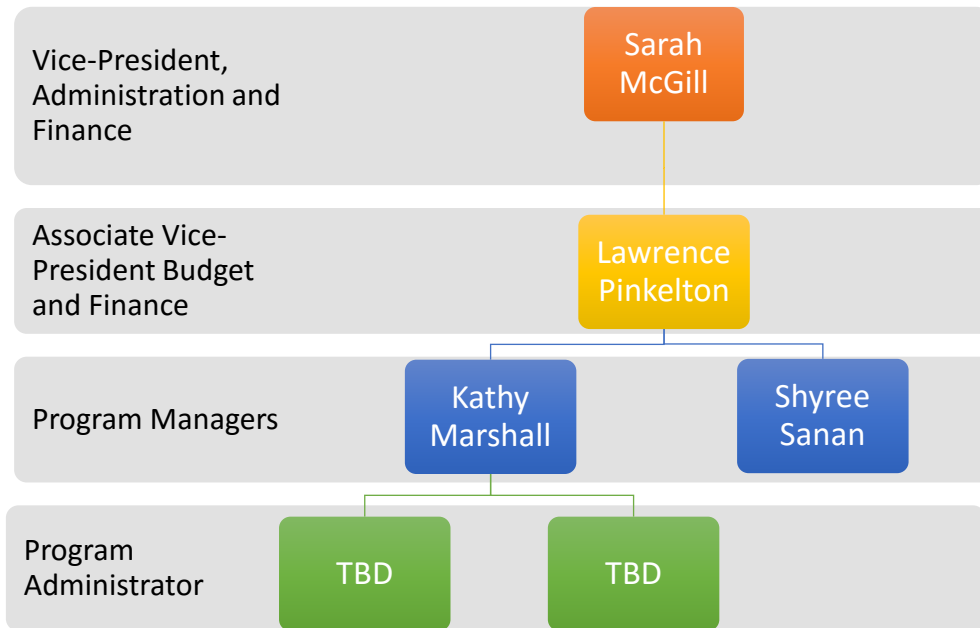 Vice-President,
Administration and
Finance
Sarah
McGill
Associate Vice-
President Budget
and Finance
Lawrence
Pinkelton
Program Managers
Kathy
Marshall
Shyree
Sanan
Program
Administrator
TBD
TBD